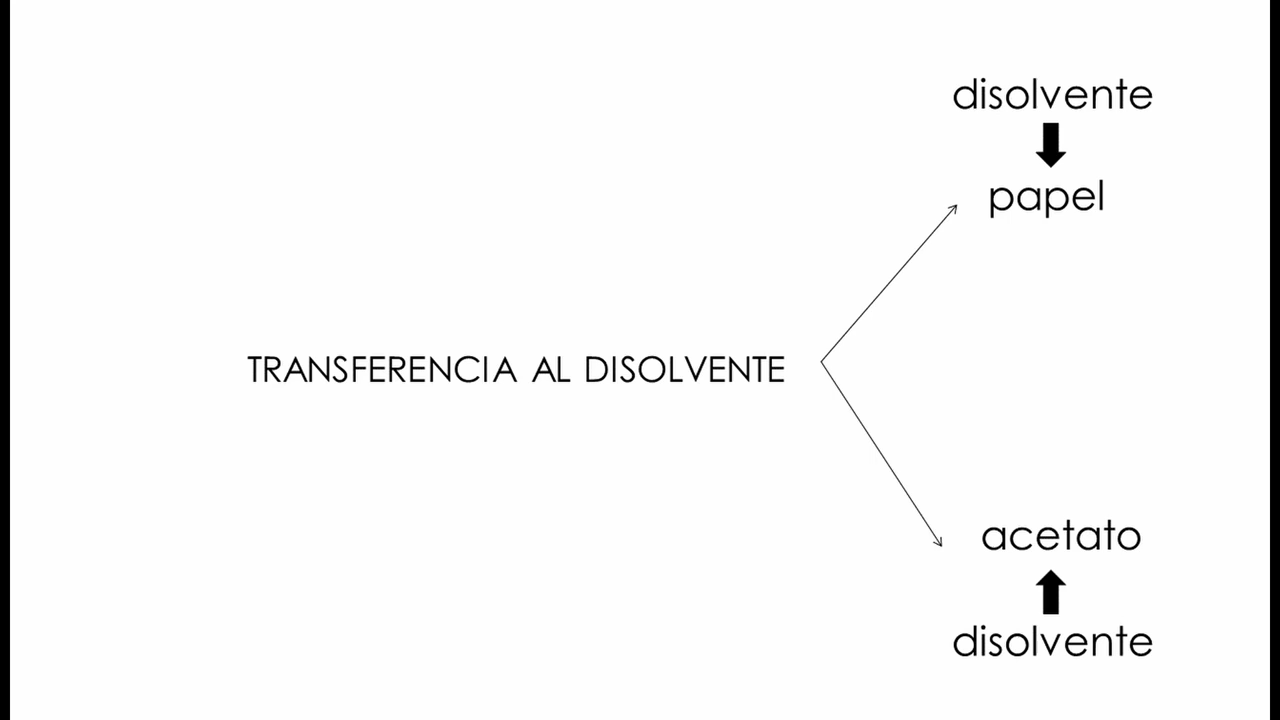 disolvente
papel
TRANSFERENCIA AL DISOLVENTE
acetato
disolvente